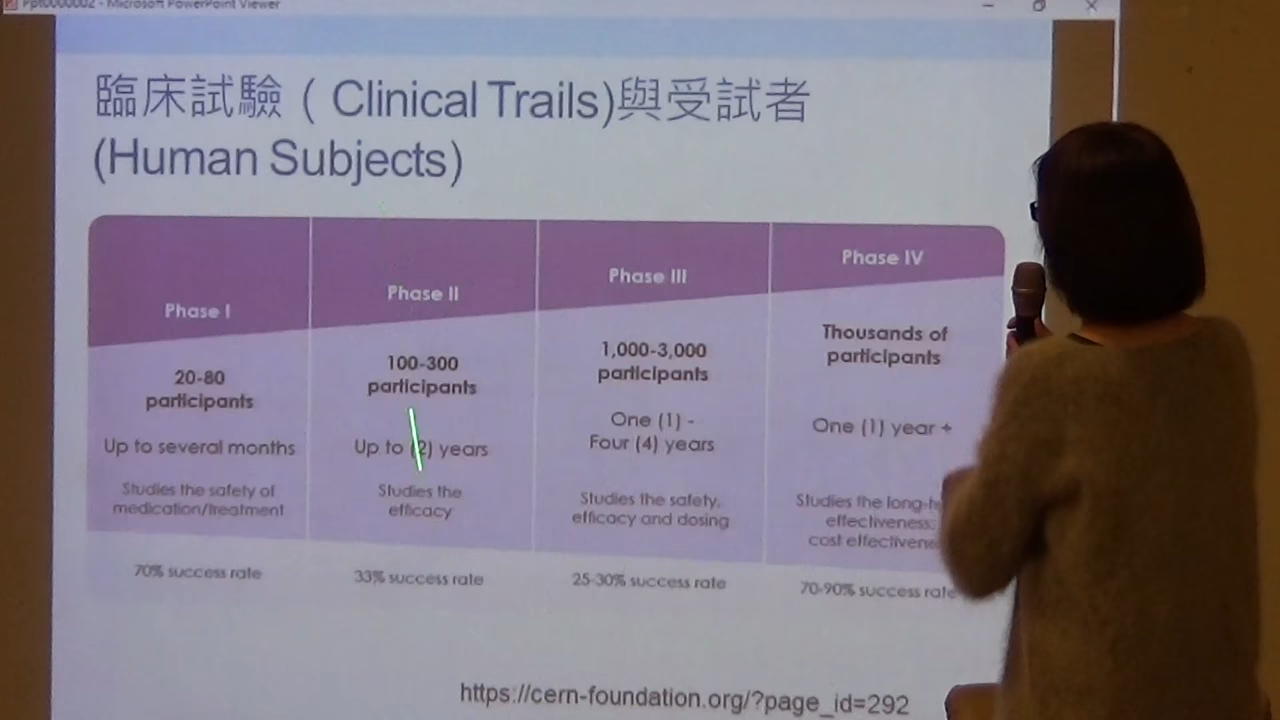 Ppt0000002 - Microsoft PowerPoint Viewer
臨床試驗 ( Clinical Trails)與受試者
(Human Subjects)
Phase I
20-80
participants
Up to several months
Studies the safety of
medication/treatment
70% success rate
Phase II
100-300
participants
Up to (2) years
Studies the
efficacy
33% success rate
Phase III
1,000-3,000
participants
One (1) -
Four (4) years
Studies the safety,
efficacy and dosing
25-30% success rate
Phase IV
Thousands of
participants
One (1) year +
Studies the long-
effectiveness;
cost
70-90% success rate
https://cern-foundation.org/?page_id=292